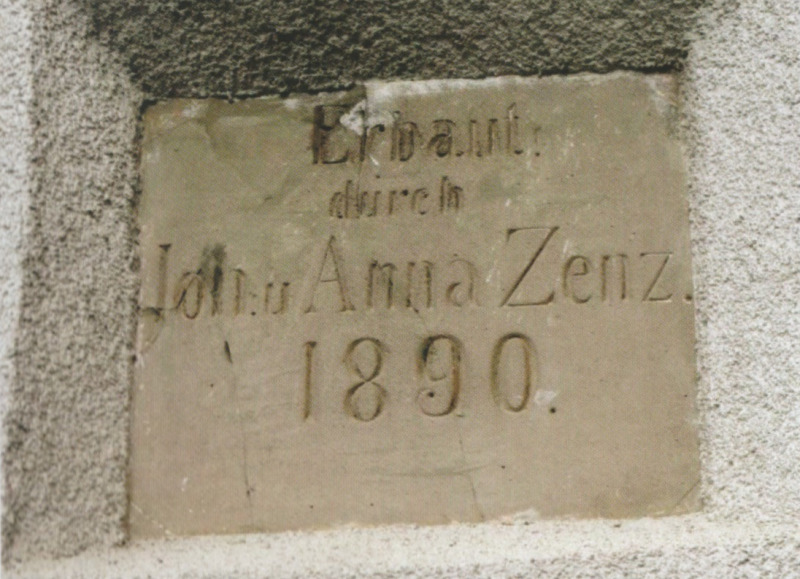 Erbaut
durch
Joh. u Anna Zenz.
1890.